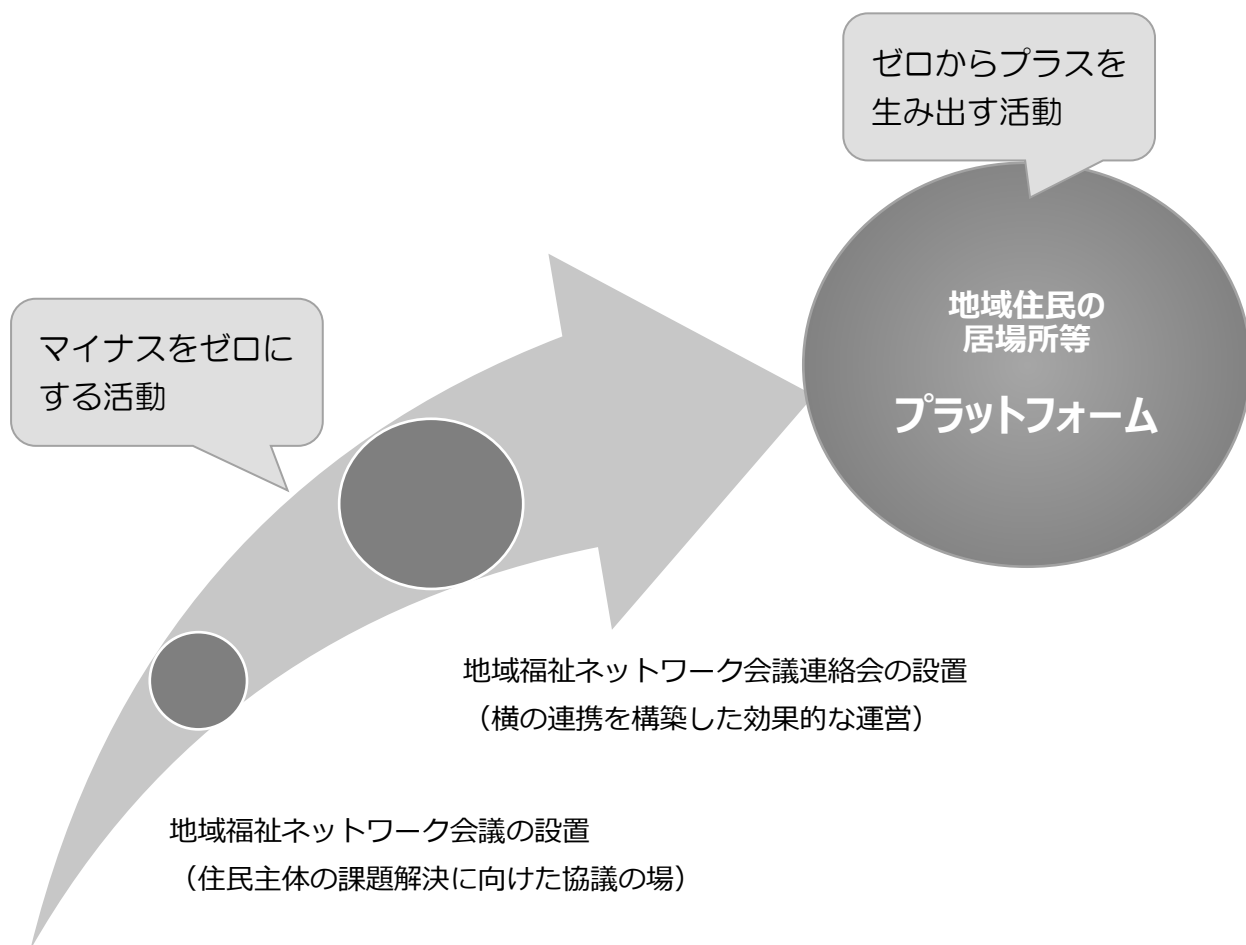 ゼロからプラスを
生み出す活動
マイナスをゼロに
する活動
地域住民の
居場所等
プラットフォーム
地域福祉ネットワーク会議連絡会の設置
（横の連携を構築した効果的な運営）
地域福祉ネットワーク会議の設置
（住民主体の課題解決に向けた協議の場）